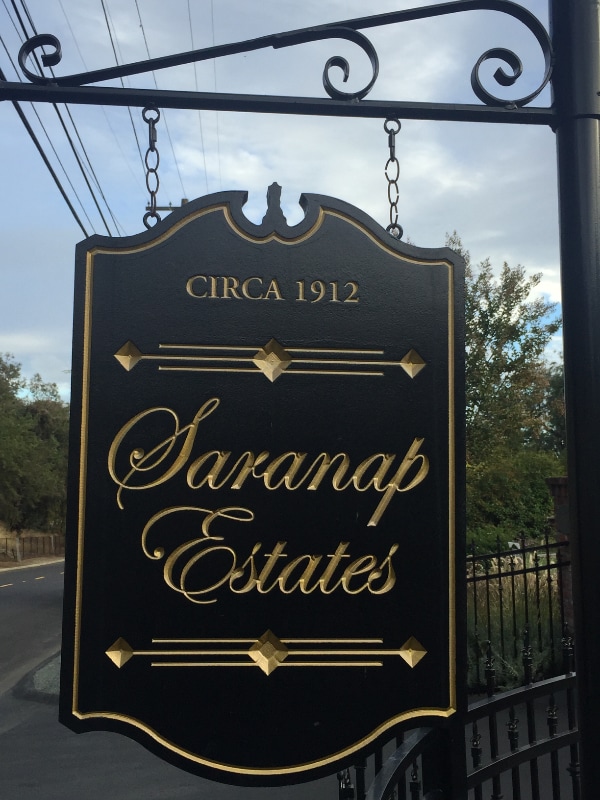 CIRCA 1912
Saranap
Estates